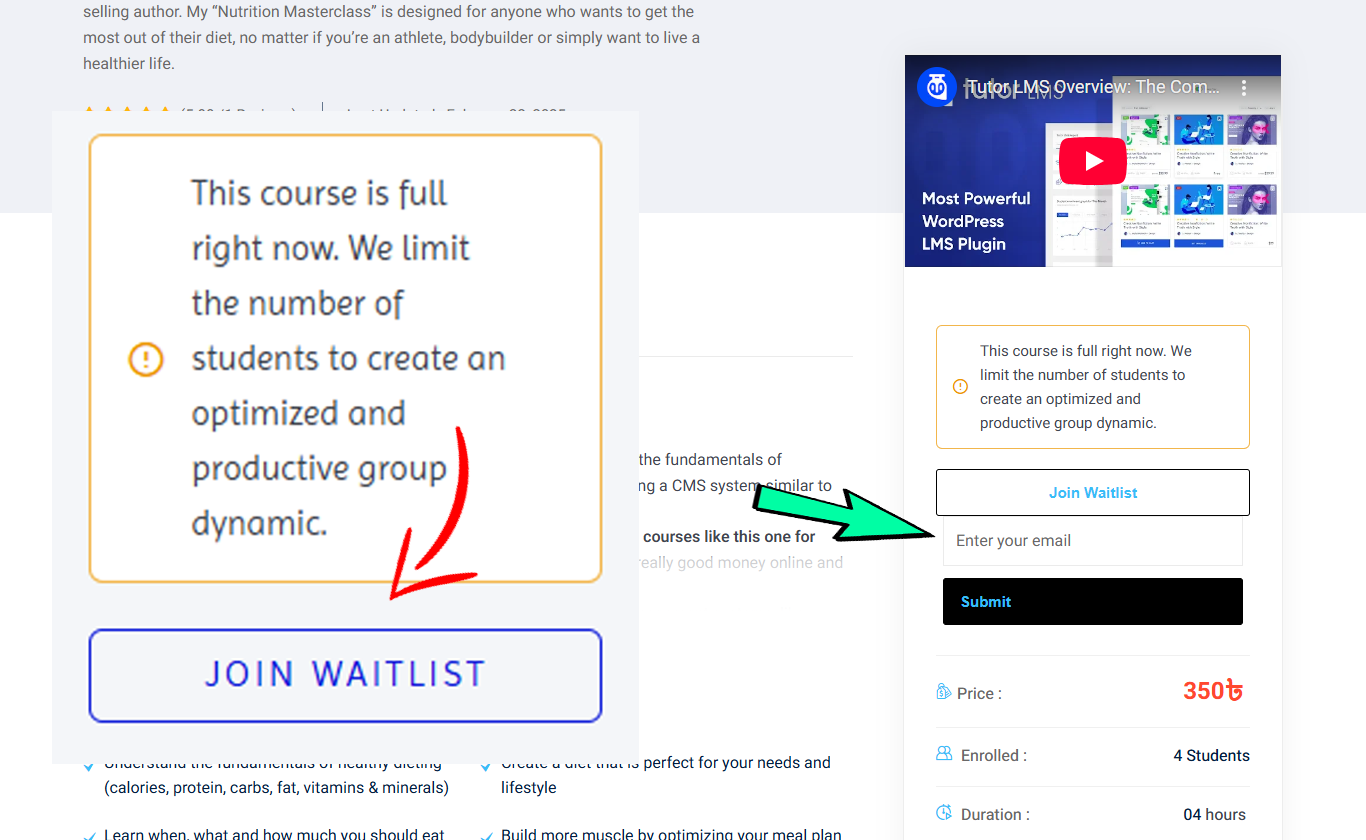 selling author. My “Nutrition Masterclass” is designed for anyone who wants to get the
most out of their diet, no matter if you’re an athlete, bodybuilder or simply want to live a
healthier life.
This course is full
right now. We limit
the number of
students to create an
optimized and
productive group
dynamic.
JOIN WAITLIST
the fundamentals of
ng a CMS system similar to
courses like this one for
really good money online and
Understand the fundamentals of healthy dieting
(calories, protein, carbs, fat, vitamins & minerals)
Create a diet that is perfect for your needs and
lifestyle
Learn when, what and how much you should eat
Build more muscle by optimizing your meal plan
Tutor LMS Overview: The Com...
tutor LMS
Most Powerful
WordPress
LMS Plugin
This course is full right now. We
limit the number of students to
create an optimized and
productive group dynamic.
Join Waitlist
Enter your email
Submit
Price :
350৳
Enrolled :
4 Students
Duration :
04 hours